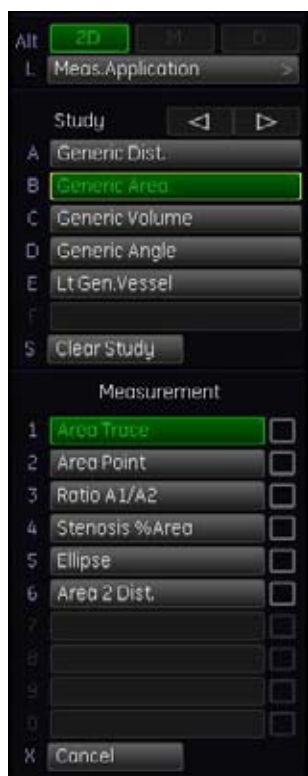 Alt 2D M D
L Meas.Application >
Study
A Generic Dist.
B Generic Area
C Generic Volume
D Generic Angle
E Lt Gen.Vessel
F
S Clear Study
Measurement
1 Area Trace
2 Area Point
3 Ratio A1/A2
4 Stenosis %Area
5 Ellipse
6 Area 2 Dist.
7
8
9
0
X Cancel